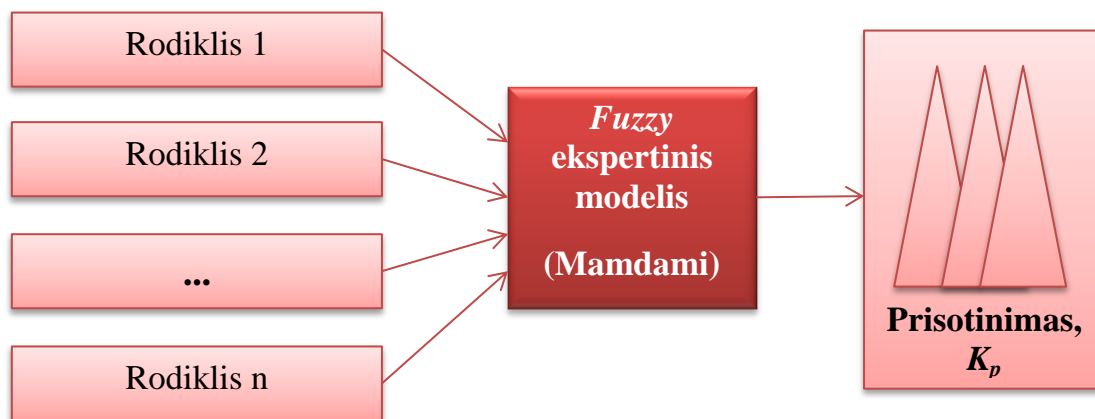 Rodiklis 1
Rodiklis 2
...
Rodiklis n
Fuzzy
ekspertinis
modelis
(Mamdami)
Prisotinimas,
Kp